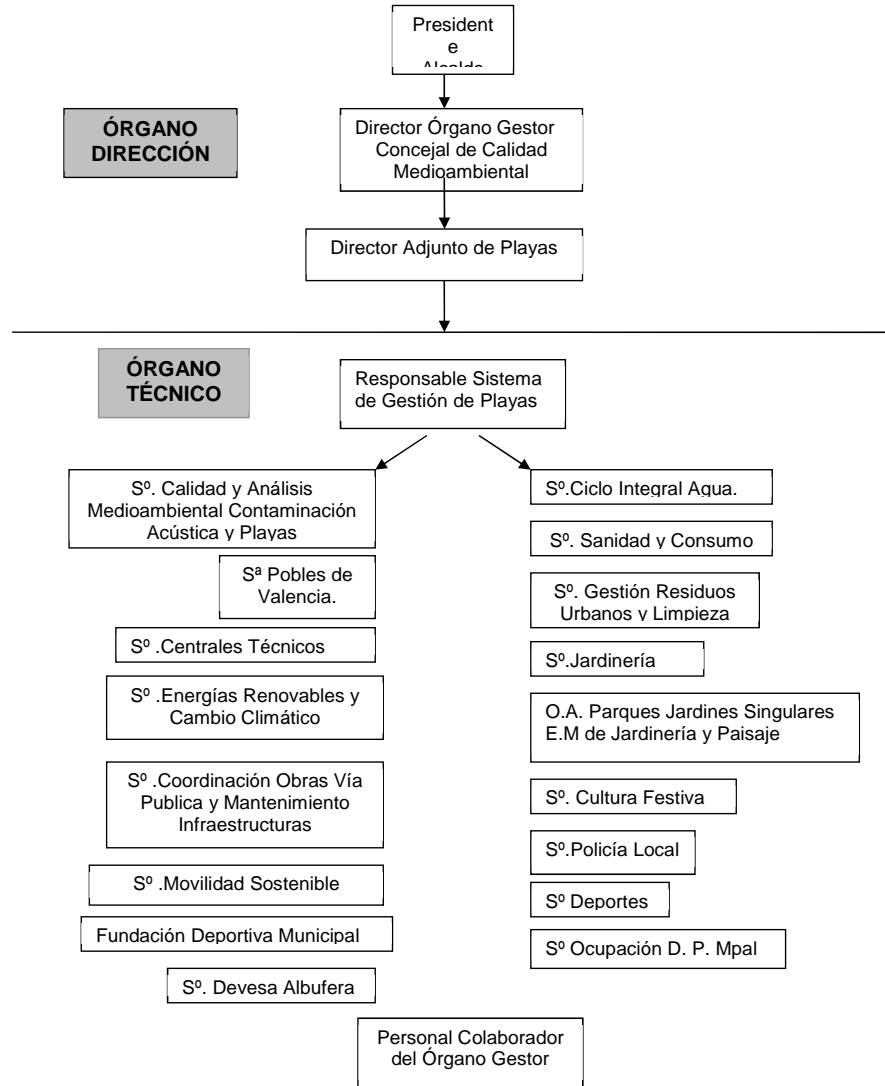 President
e
Alcalde
ÓRGANO
DIRECCIÓN
Director Órgano Gestor
Concejal de Calidad
Medioambiental
Director Adjunto de Playas
ÓRGANO
TÉCNICO
Responsable Sistema
de Gestión de Playas
Sº. Calidad y Análisis
Medioambiental Contaminación
Acústica y Playas
Sª Pobles de
Valencia.
Sº .Centrales Técnicos
Sº .Energías Renovables y
Cambio Climático
Sº .Coordinación Obras Vía
Publica y Mantenimiento
Infraestructuras
Sº .Movilidad Sostenible
Fundación Deportiva Municipal
Sº. Devesa Albufera
Sº.Ciclo Integral Agua.
Sº. Sanidad y Consumo
Sº. Gestión Residuos
Urbanos y Limpieza
Sº.Jardinería
O.A. Parques Jardines Singulares
E.M de Jardinería y Paisaje
Sº. Cultura Festiva
Sº.Policía Local
Sº Deportes
Sº Ocupación D. P. Mpal
Personal Colaborador
del Órgano Gestor